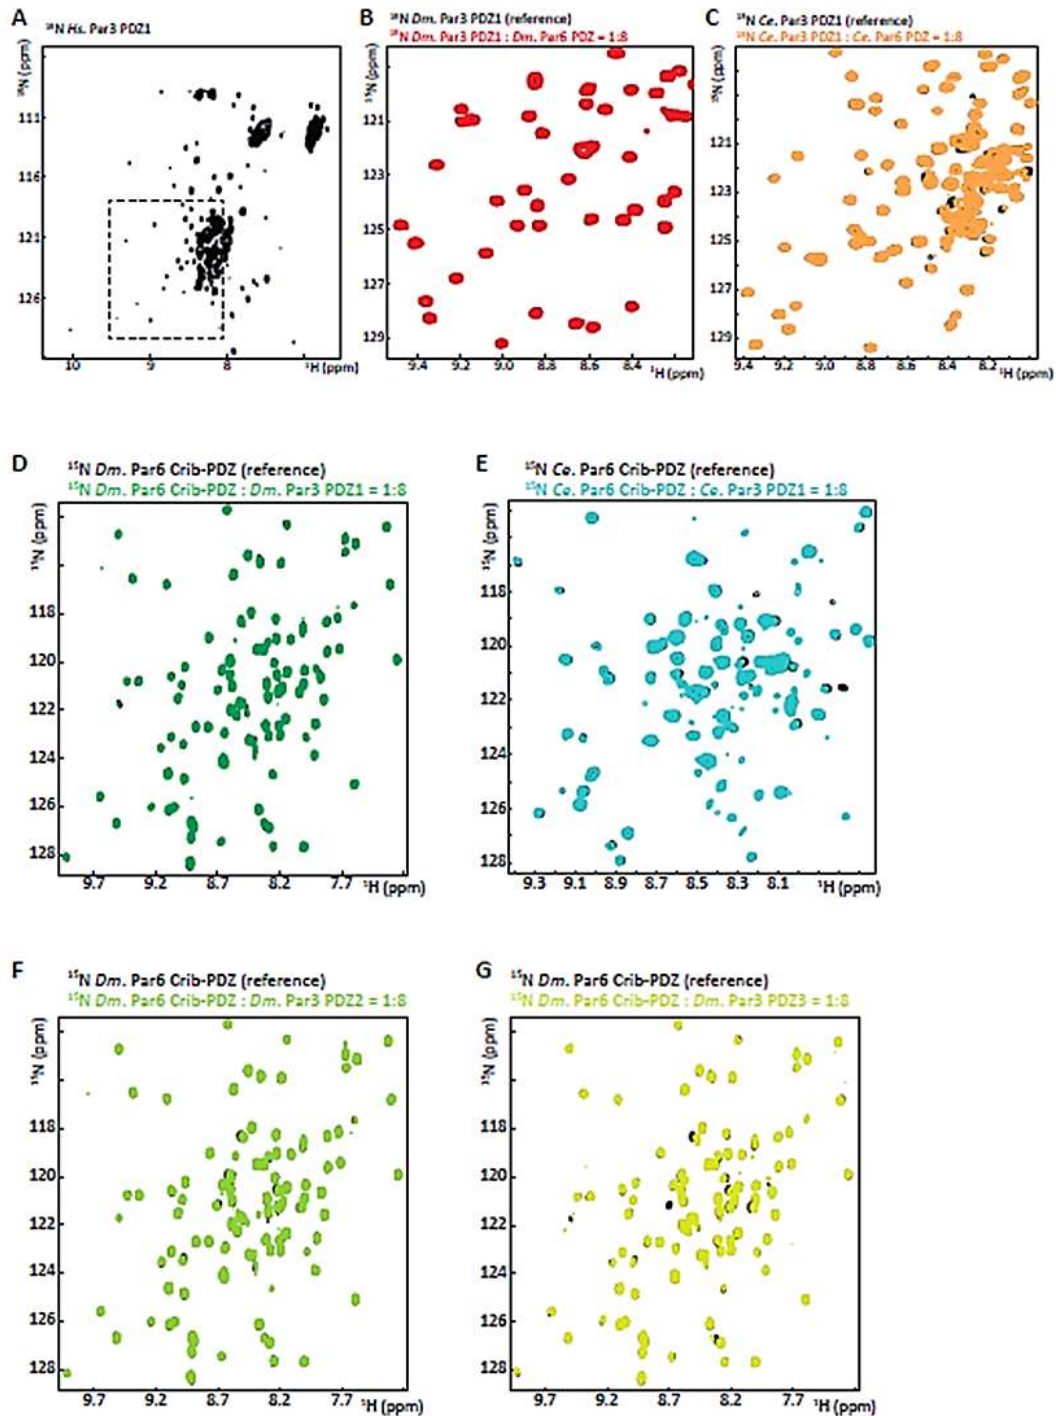 A
¹⁵N Hs. Par3 PDZ1
¹⁵N (ppm)
111
116
121
126
10 9 8
¹H (ppm)
B
¹⁵N Dm. Par3 PDZ1 (reference)
¹⁵N Dm. Par3 PDZ1 : Dm. Par6 PDZ = 1:8
¹⁵N (ppm)
121
123
125
127
129
9.4 9.2 9.0 8.8 8.6 8.4
¹H (ppm)
C
¹⁵N Ce. Par3 PDZ1 (reference)
¹⁵N Ce. Par3 PDZ1 : Ce. Par6 PDZ = 1:8
¹⁵N (ppm)
121
123
125
127
129
9.4 9.2 9.0 8.8 8.6 8.4 8.2
¹H (ppm)
D
¹⁵N Dm. Par6 Crib-PDZ (reference)
¹⁵N Dm. Par6 Crib-PDZ : Dm. Par3 PDZ1 = 1:8
¹⁵N (ppm)
118
120
122
124
126
128
9.7 9.2 8.7 8.2 7.7
¹H (ppm)
E
¹⁵N Ce. Par6 Crib-PDZ (reference)
¹⁵N Ce. Par6 Crib-PDZ : Ce. Par3 PDZ1 = 1:8
¹⁵N (ppm)
118
120
122
124
126
128
9.3 9.1 8.9 8.7 8.5 8.3 8.1
¹H (ppm)
F
¹⁵N Dm. Par6 Crib-PDZ (reference)
¹⁵N Dm. Par6 Crib-PDZ : Dm. Par3 PDZ2 = 1:8
¹⁵N (ppm)
118
120
122
124
126
128
9.7 9.2 8.7 8.2 7.7
¹H (ppm)
G
¹⁵N Dm. Par6 Crib-PDZ (reference)
¹⁵N Dm. Par6 Crib-PDZ : Dm. Par3 PDZ3 = 1:8
¹⁵N (ppm)
118
120
122
124
126
128
9.7 9.2 8.7 8.2 7.7
¹H (ppm)